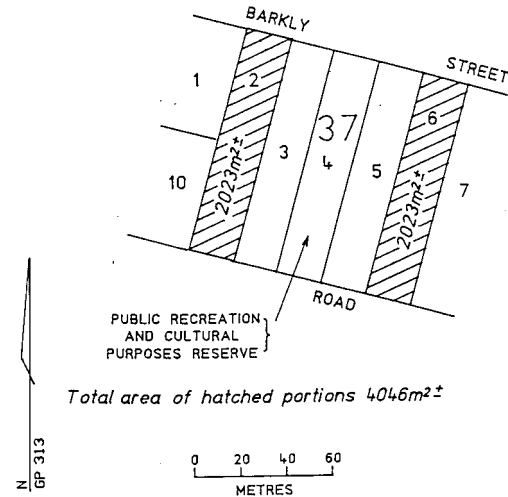 BARKLY
STREET
1
2
37
6
3
4
5
7
10
2023m²±
2023m²±
ROAD
PUBLIC RECREATION
AND CULTURAL
PURPOSES RESERVE
Total area of hatched portions 4046m²±
N
GP 313
0 20 40 60
METRES